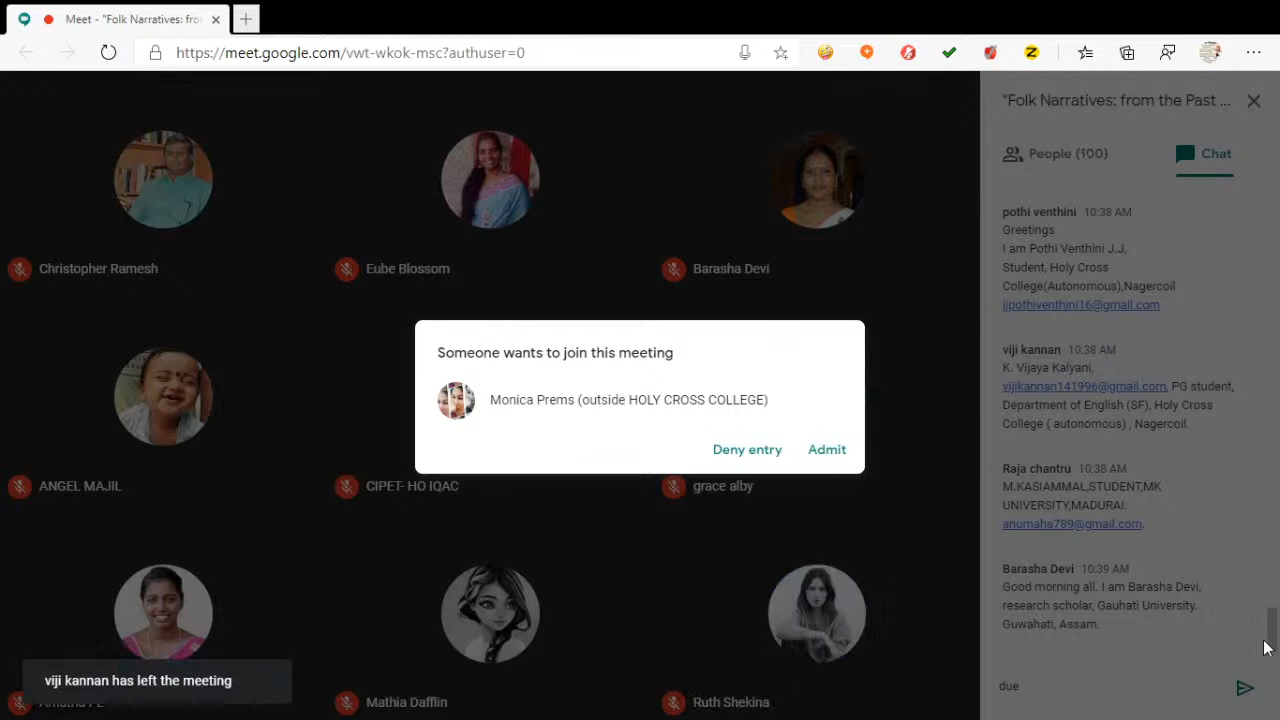 Meet - "Folk Narratives: fro
https://meet.google.com/vwt-wkok-msc?authuser=0
"Folk Narratives: from the Past ...
People (100)
Chat
Christopher Ramesh
Eube Blossom
Barasha Devi
ANGEL MAJIL
CIPET- HO IQAC
grace alby
Mathia Dafflin
Ruth Shekina
Someone wants to join this meeting
Monica Prems (outside HOLY CROSS COLLEGE)
Deny entry
Admit
viji kannan has left the meeting
pothi venthini 10:38 AM
Greetings
I am Pothi Venthini J.J,
Student, Holy Cross
College(Autonomous),Nagercoil
jjpothiventhini16@gmail.com
viji kannan 10:38 AM
K. Vijaya Kalyani,
vijikannan141996@gmail.com, PG student,
Department of English (SF), Holy Cross
College ( autonomous) , Nagercoil.
Raja chantru 10:38 AM
M.KASIAMMAL,STUDENT,MK
UNIVERSITY,MADURAI.
anumaha789@gmail.com.
Barasha Devi 10:39 AM
Good morning all. I am Barasha Devi,
research scholar, Gauhati University.
Guwahati, Assam.
due